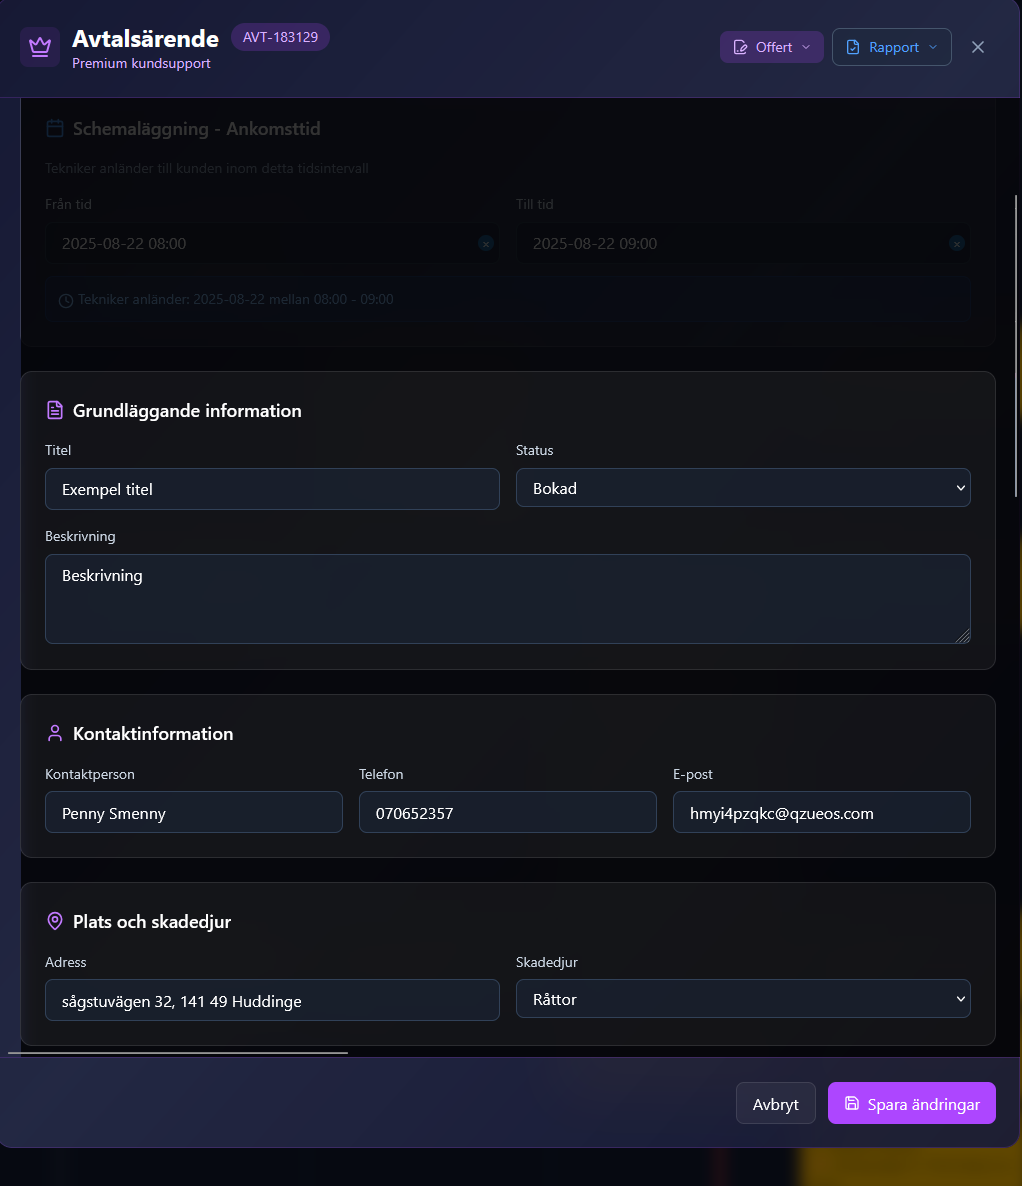 Avtalsärende
AVT-183129
Premium kundsupport
Offert
Rapport
Schemaläggning - Ankomsttid
Tekniker anländer till kunden inom detta tidsintervall
Från tid
Till tid
2025-08-22 08:00
2025-08-22 09:00
Tekniker anländer: 2025-08-22 mellan 08:00 - 09:00
Grundläggande information
Titel
Status
Exempel titel
Bokad
Beskrivning
Beskrivning
Kontaktinformation
Kontaktperson
Telefon
E-post
Penny Smenny
070652357
hmyi4pzqkc@qzueos.com
Plats och skadedjur
Adress
Skadedjur
sågstuvägen 32, 141 49 Huddinge
Råttor
Avbryt
Spara ändringar